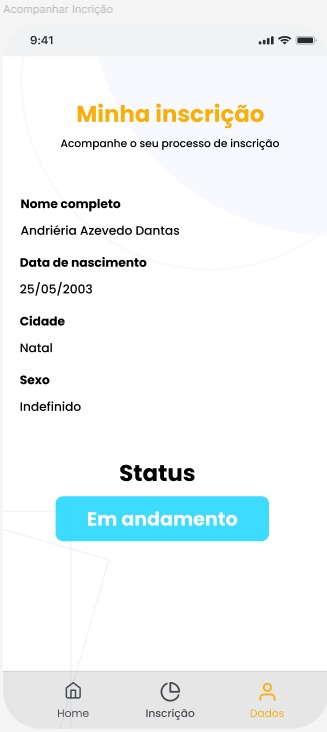 Acompanhar Incrição
9:41
Minha inscrição
Acompanhe o seu processo de inscrição
Nome completo
Andriéria Azevedo Dantas
Data de nascimento
25/05/2003
Cidade
Natal
Sexo
Indefinido
Status
Em andamento
Home
Inscrição
Dados